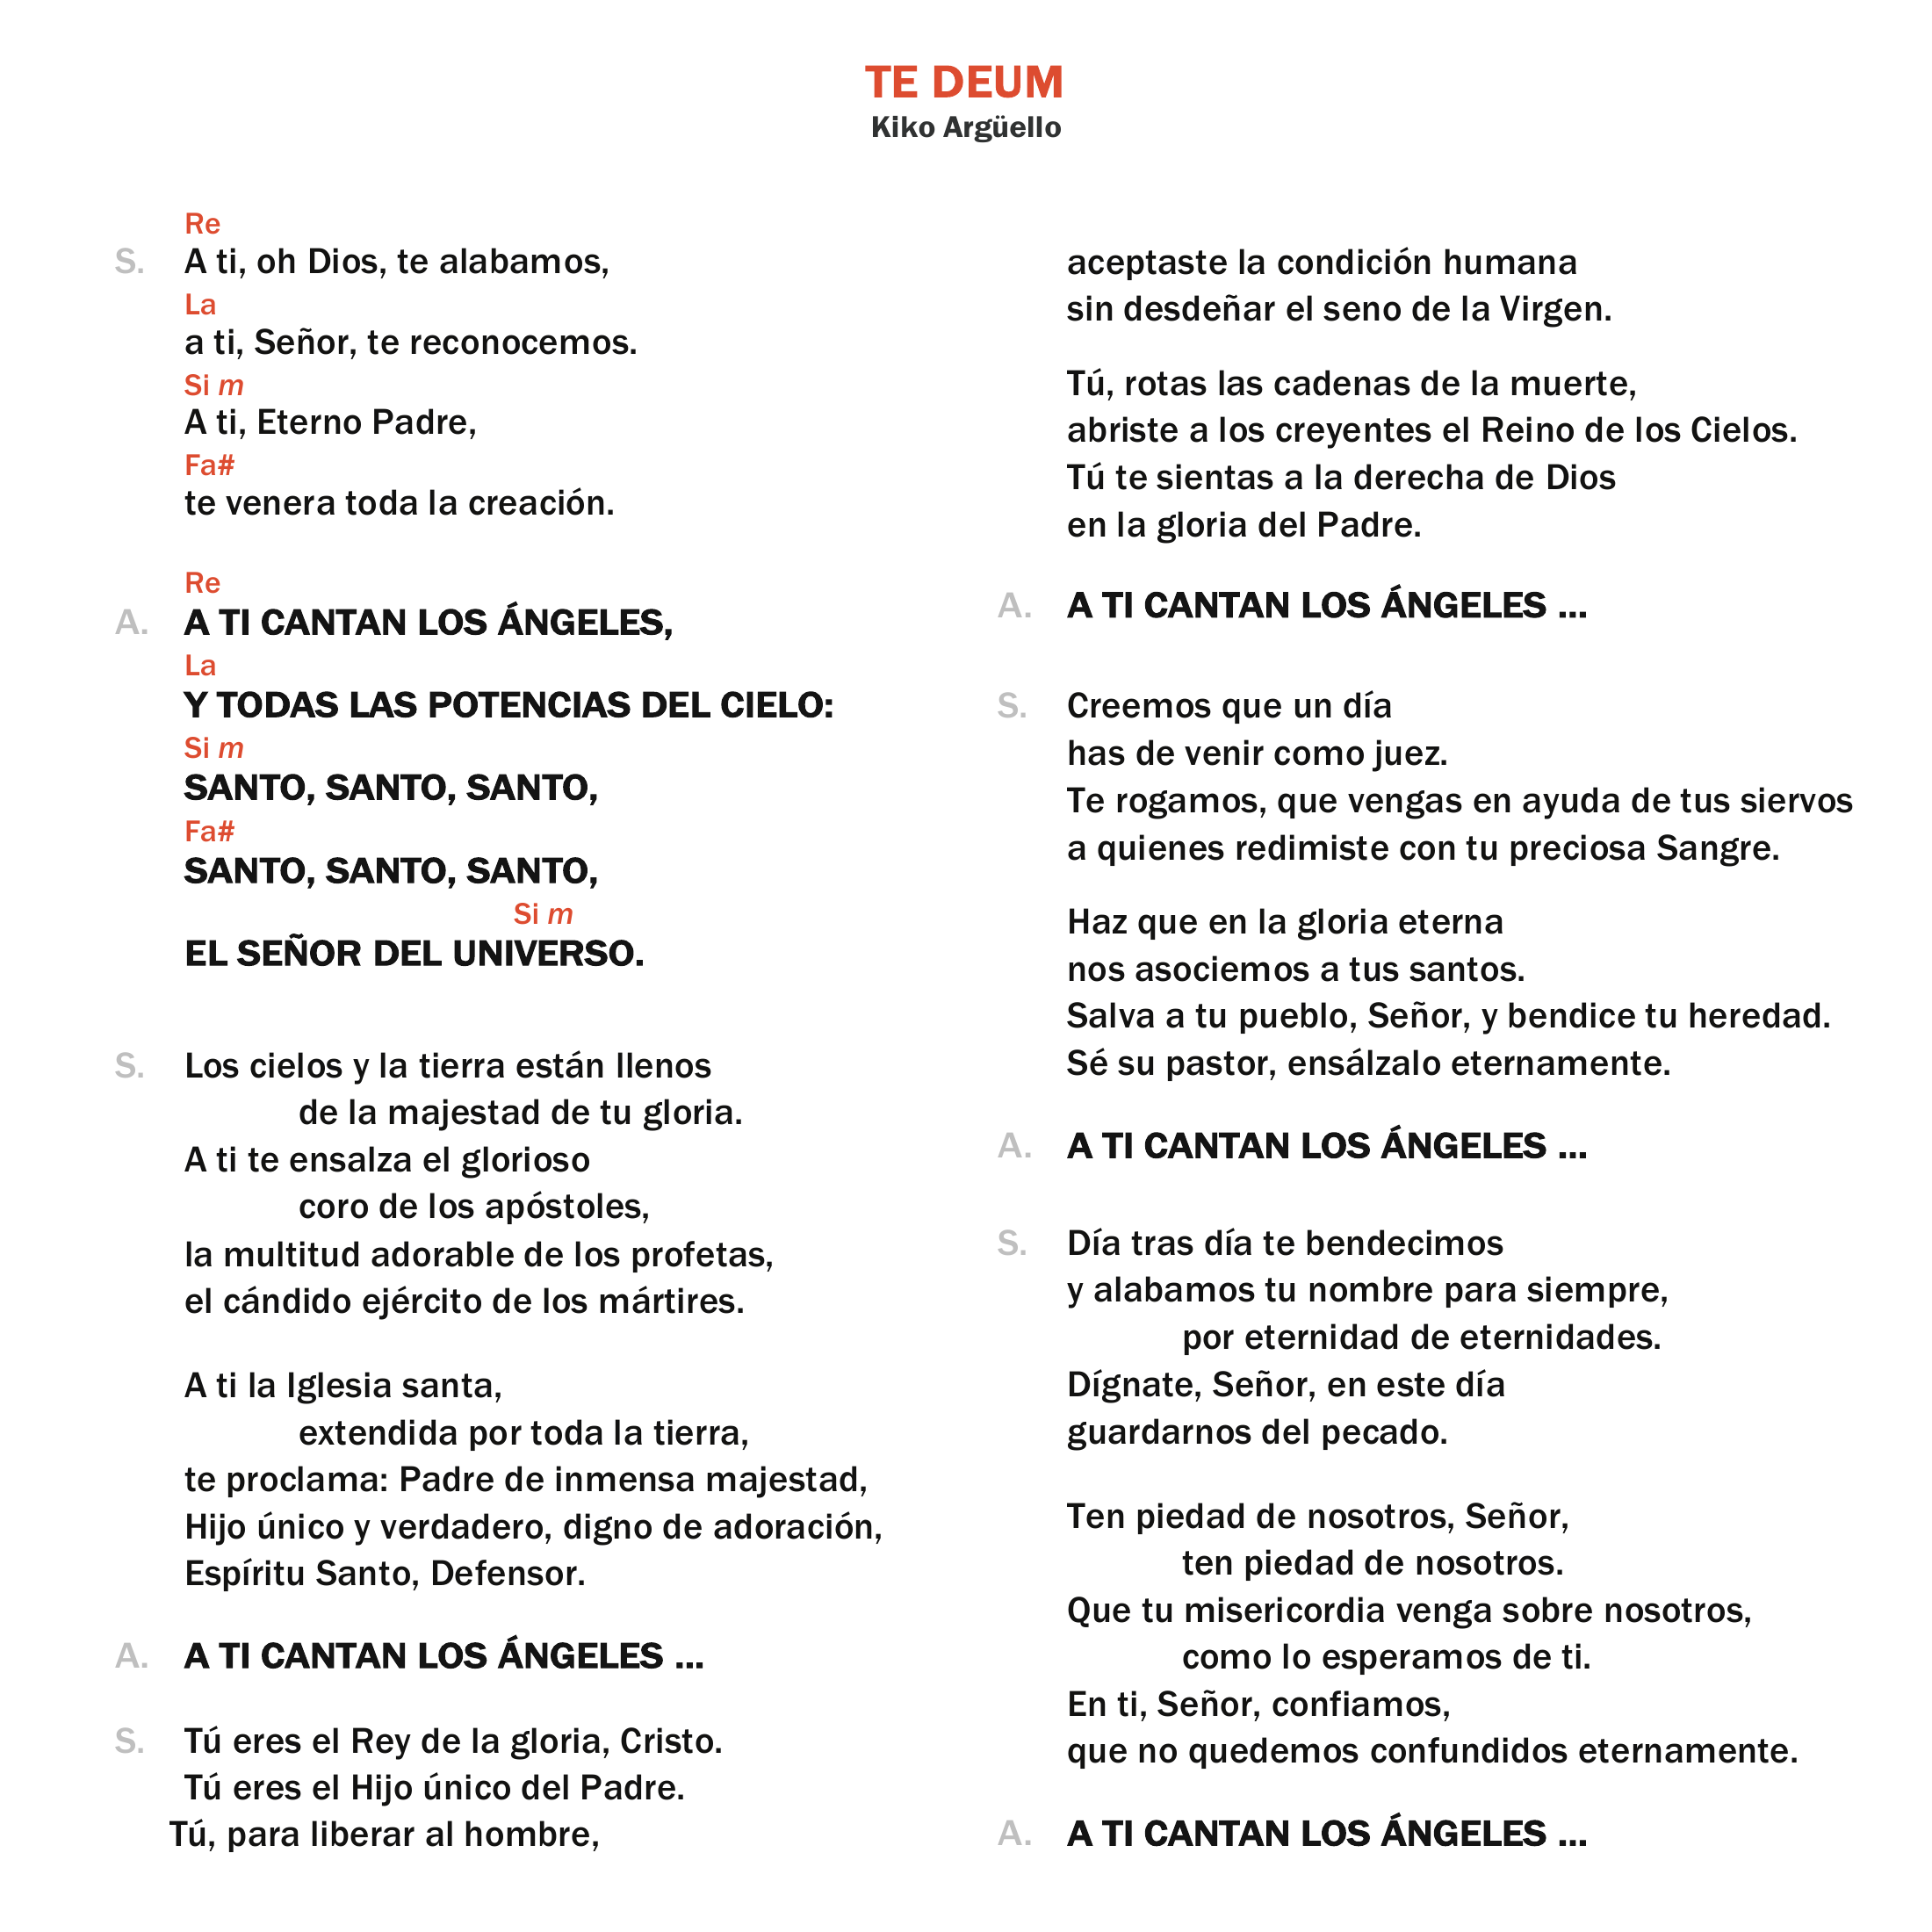 TE DEUM
Kiko Argüello
Re
S. A ti, oh Dios, te alabamos,
La
a ti, Señor, te reconocemos.
Si m
A ti, Eterno Padre,
Fa#
te venera toda la creación.
Re
A. A TI CANTAN LOS ÁNGELES,
La
Y TODAS LAS POTENCIAS DEL CIELO:
Si m
SANTO, SANTO, SANTO,
Fa#
SANTO, SANTO, SANTO,
Si m
EL SEÑOR DEL UNIVERSO.
S. Los cielos y la tierra están llenos
de la majestad de tu gloria.
A ti te ensalza el glorioso
coro de los apóstoles,
la multitud adorable de los profetas,
el cándido ejército de los mártires.
A ti la Iglesia santa,
extendida por toda la tierra,
te proclama: Padre de inmensa majestad,
Hijo único y verdadero, digno de adoración,
Espíritu Santo, Defensor.
A. A TI CANTAN LOS ÁNGELES ...
S. Tú eres el Rey de la gloria, Cristo.
Tú eres el Hijo único del Padre.
Tú, para liberar al hombre,
aceptaste la condición humana
sin desdeñar el seno de la Virgen.
Tú, rotas las cadenas de la muerte,
abriste a los creyentes el Reino de los Cielos.
Tú te sientas a la derecha de Dios
en la gloria del Padre.
A. A TI CANTAN LOS ÁNGELES ...
S. Creemos que un día
has de venir como juez.
Te rogamos, que vengas en ayuda de tus siervos
a quienes redimiste con tu preciosa Sangre.
Haz que en la gloria eterna
nos asociemos a tus santos.
Salva a tu pueblo, Señor, y bendice tu heredad.
Sé su pastor, ensálzalo eternamente.
A. A TI CANTAN LOS ÁNGELES ...
S. Día tras día te bendecimos
y alabamos tu nombre para siempre,
por eternidad de eternidades.
Dígnate, Señor, en este día
guardarnos del pecado.
Ten piedad de nosotros, Señor,
ten piedad de nosotros.
Que tu misericordia venga sobre nosotros,
como lo esperamos de ti.
En ti, Señor, confiamos,
que no quedemos confundidos eternamente.
A. A TI CANTAN LOS ÁNGELES ...